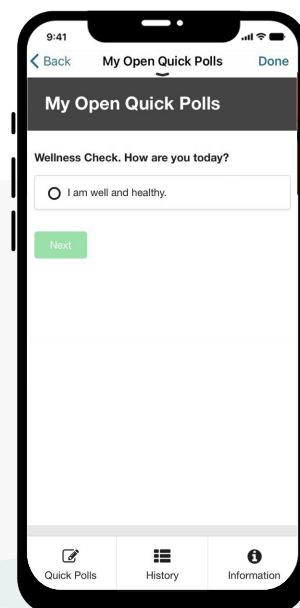 9:41
Back My Open Quick Polls Done
My Open Quick Polls
Wellness Check. How are you today?
I am well and healthy.
Next
Quick Polls History Information